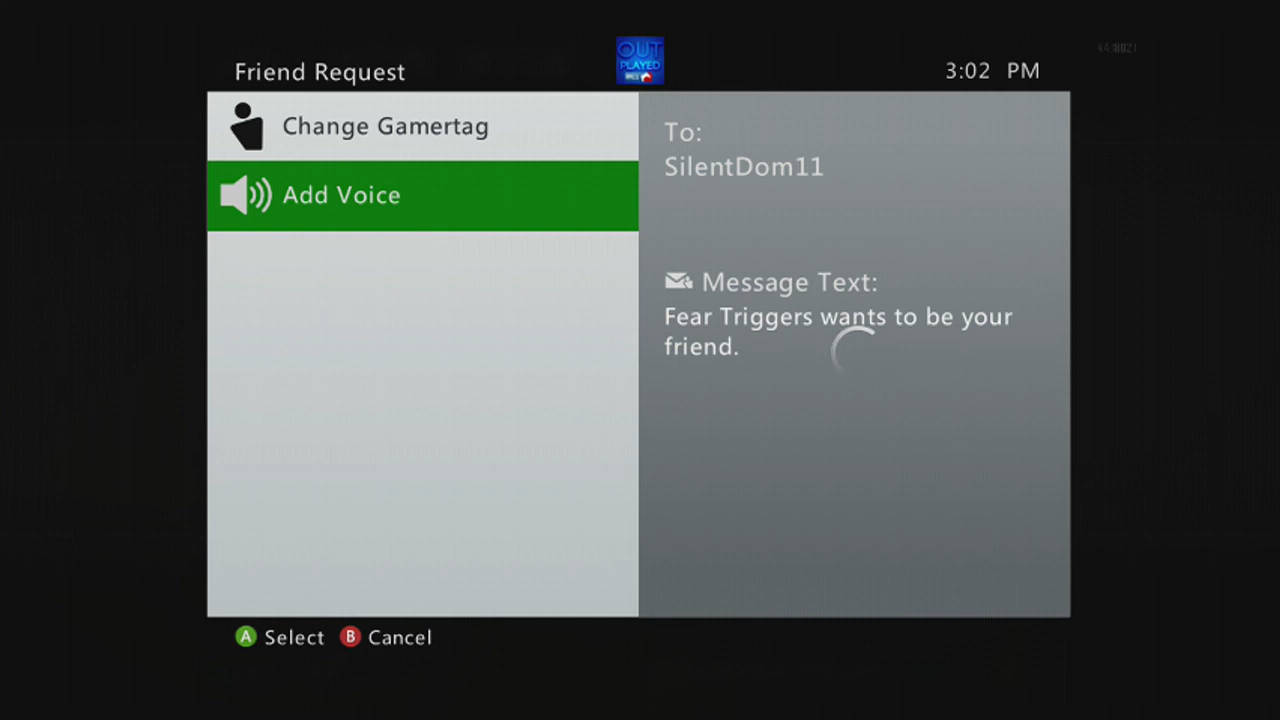 Friend Request
OUT
PLAYED
3:02 PM
Change Gamertag
Add Voice
To:
SilentDom11
Message Text:
Fear Triggers wants to be your
friend.
A Select B Cancel